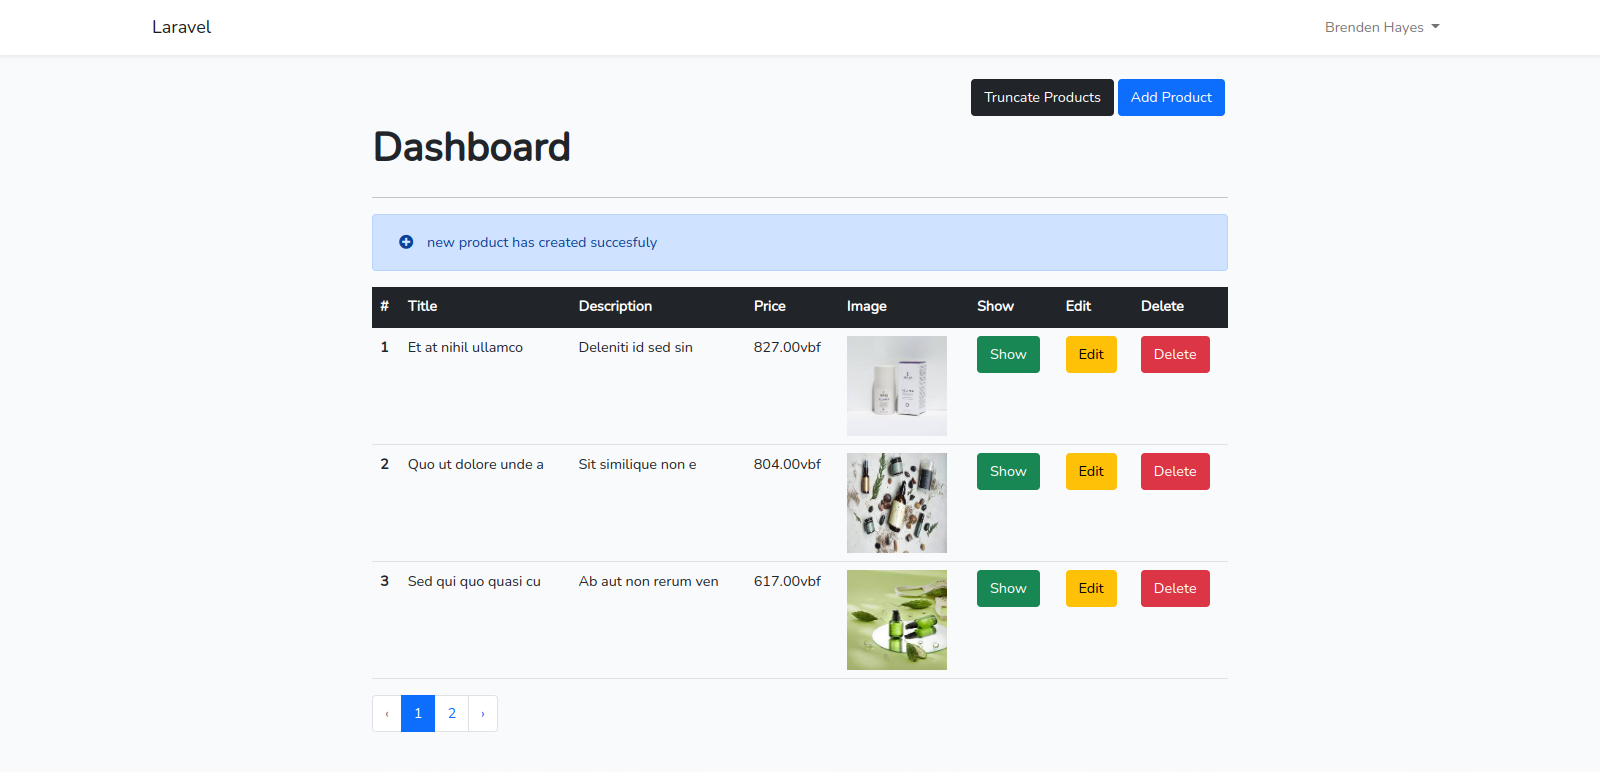 Laravel
Brenden Hayes
Truncate Products Add Product
Dashboard
new product has created succesfuly
# Title Description Price Image Show Edit Delete
1 Et at nihil ullamco Deleniti id sed sin 827.00vbf Show Edit Delete
2 Quo ut dolore unde a Sit similique non e 804.00vbf Show Edit Delete
3 Sed qui quo quasi cu Ab aut non rerum ven 617.00vbf Show Edit Delete
‹ 1 2 ›